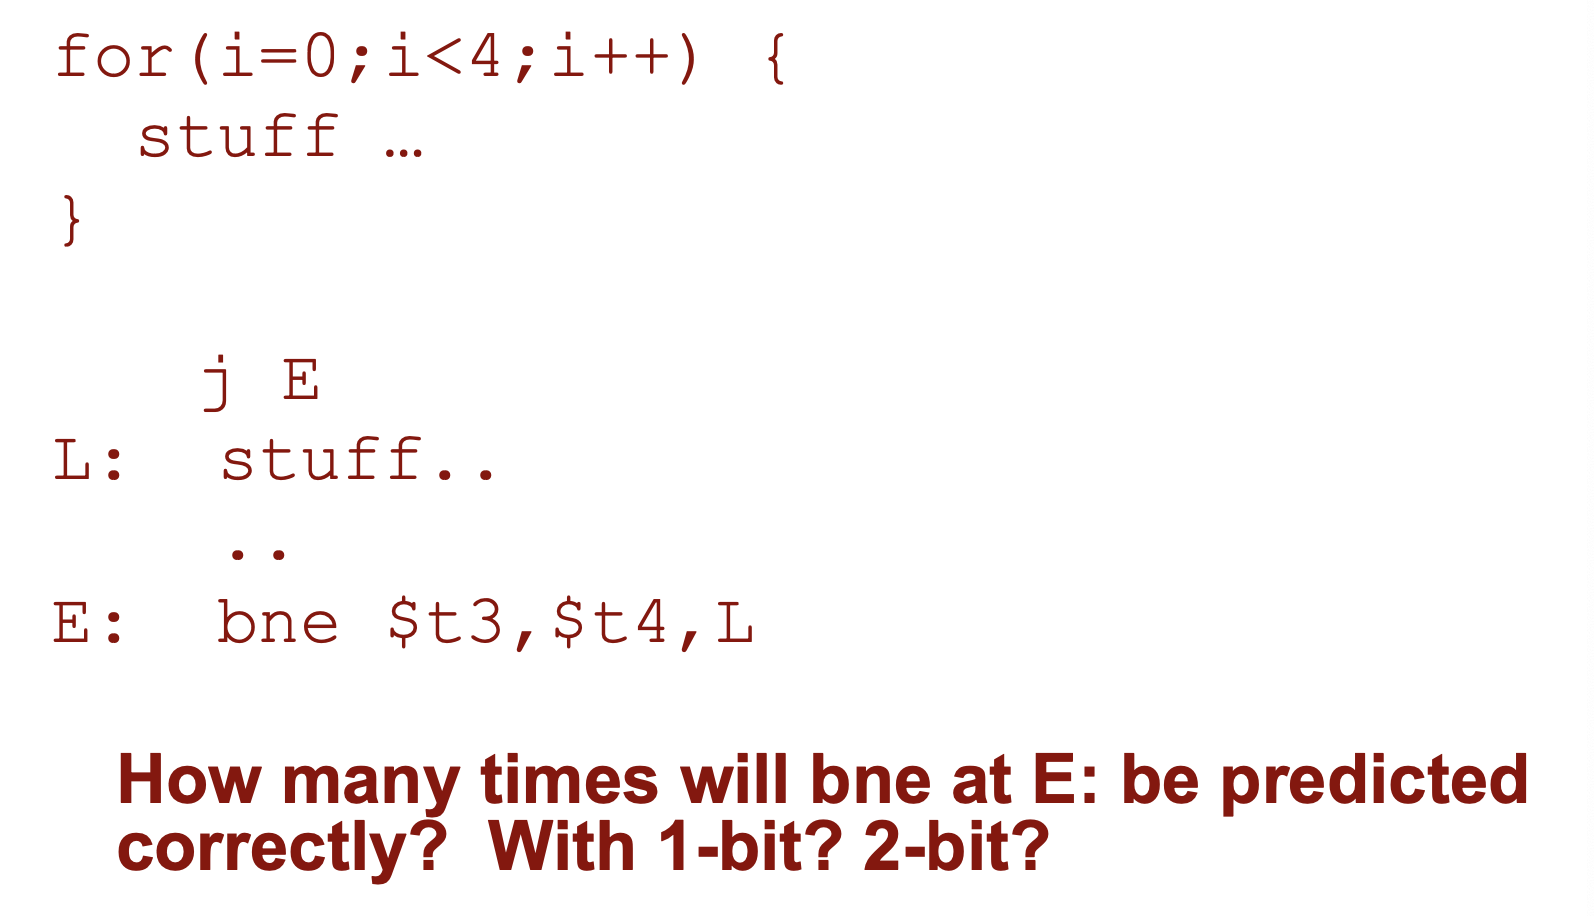 for(i=0;i<4;i++) {
  stuff …
}
    j E
L:  stuff..
    ..
E:  bne $t3,$t4,L
How many times will bne at E: be predicted
correctly?  With 1-bit? 2-bit?